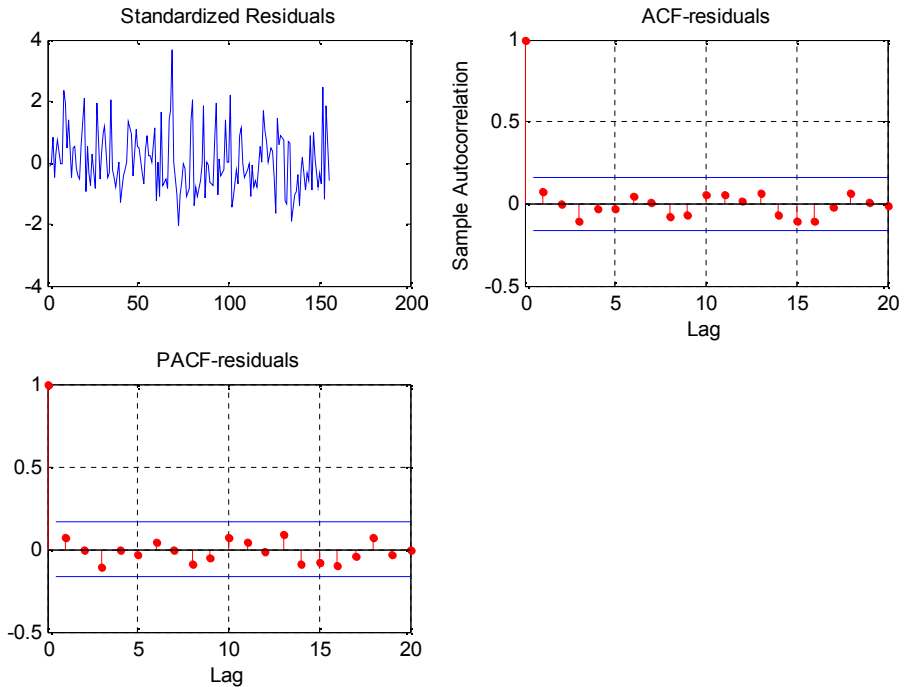 Standardized Residuals
4
2
0
-2
-4
0 50 100 150 200
ACF-residuals
Sample Autocorrelation
1
0.5
0
-0.5
0 5 10 15 20
Lag
PACF-residuals
1
0.5
0
-0.5
0 5 10 15 20
Lag